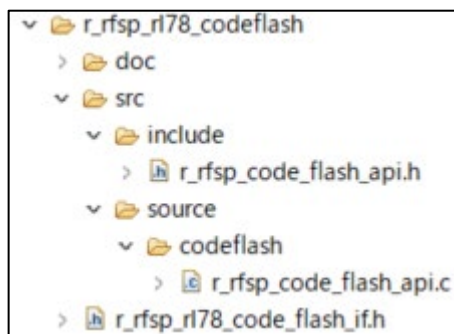 r_rfsp_rl78_codeflash
doc
src
include
r_rfsp_code_flash_api.h
source
codeflash
r_rfsp_code_flash_api.c
r_rfsp_rl78_code_flash_if.h